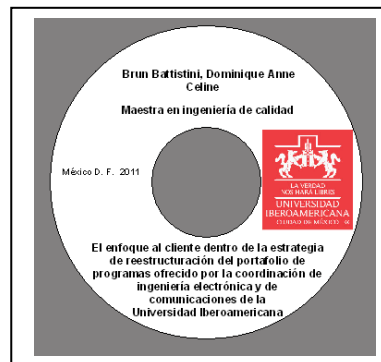 Brun Battistini, Dominique Anne
Celine
Maestra en ingeniería de calidad
México D. F. 2011
LA VERDAD
NOS HARÁ LIBRES
UNIVERSIDAD
IBEROAMERICANA
CIUDAD DE MÉXICO ®
El enfoque al cliente dentro de la estrategia
de reestructuración del portafolio de
programas ofrecido por la coordinación de
ingeniería electrónica y de
comunicaciones de la
Universidad Iberoamericana